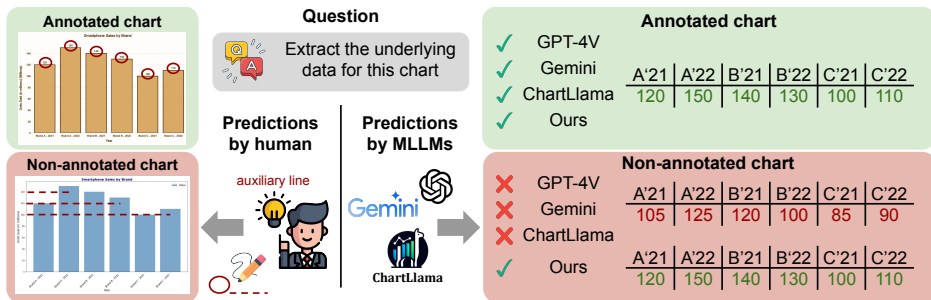 Annotated chart
Smartphone Sales by Brand
Question
Extract the underlying
data for this chart
Q
A
Predictions
by human
Predictions
by MLLMs
auxiliary line
Gemini
ChartLlama
Non-annotated chart
Smartphone Sales by Brand
Annotated chart
GPT-4V
Gemini
ChartLlama
Ours
A'21 A'22 B'21 B'22 C'21 C'22
120 150 140 130 100 110
Non-annotated chart
GPT-4V
Gemini
ChartLlama
A'21 A'22 B'21 B'22 C'21 C'22
105 125 120 100 85 90
Ours
A'21 A'22 B'21 B'22 C'21 C'22
120 150 140 130 100 110